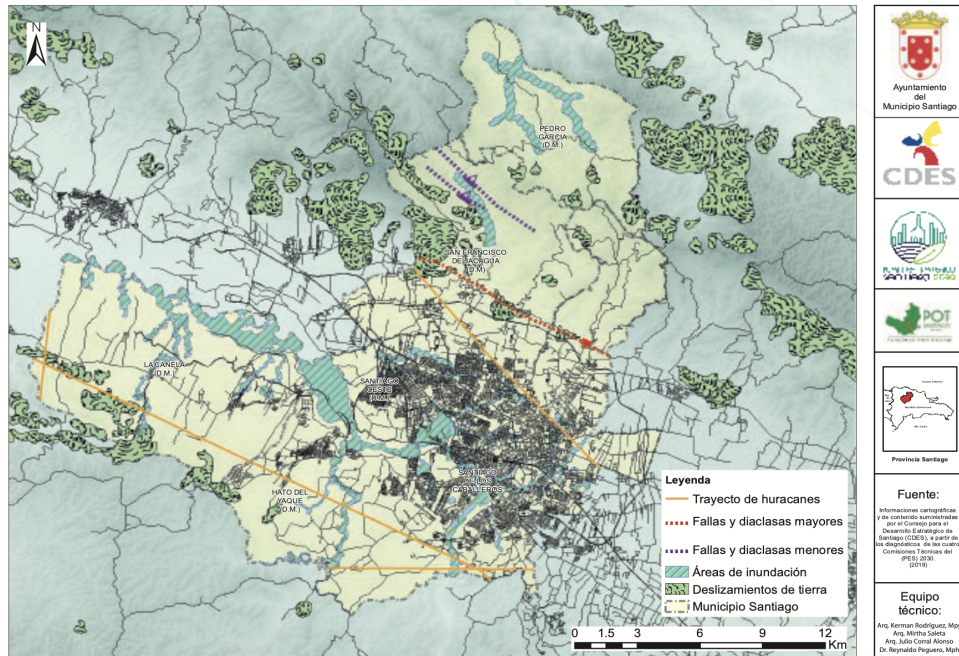 N
PEDRO
GARCÍA
(D.M.)
SAN FRANCISCO
DE JACAGUA
(D.M)
LA CANELA
(D.M.)
SANTIAGO
OESTE
(D.M.)
SANTIAGO
DE LOS
CABALLEROS
HATO DEL
YAQUE
(D.M.)
Leyenda
Trayecto de huracanes
Fallas y diaclasas mayores
Fallas y diaclasas menores
Áreas de inundación
Deslizamientos de tierra
Municipio Santiago
0 1.5 3 6 9 12
Km
Ayuntamiento
del
Municipio Santiago
CDES
POT
Provincia Santiago
Fuente:
Informaciones cartográficas
y de contenido suministradas
por el Consejo para el
Desarrollo Estratégico de
Santiago (CDES), a partir de
los diagnósticos de las cuatro
Comisiones Técnicas del
(PES) 2030.
(2019)
Equipo
técnico:
Arq. Kerman Rodríguez, Mpy
Arq. Mirtha Saleta
Arq. Julio Corral Alonso
Dr. Reynaldo Peguero, Mph